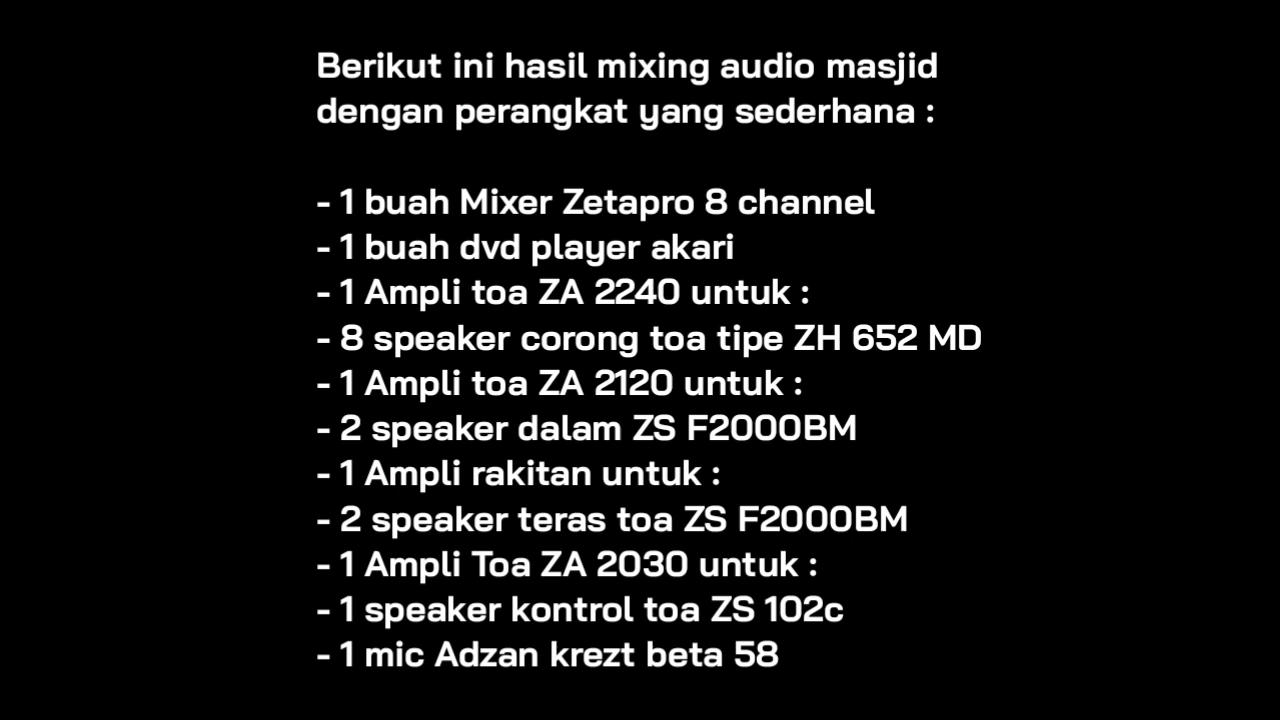 Berikut ini hasil mixing audio masjid
dengan perangkat yang sederhana :
- 1 buah Mixer Zetapro 8 channel
- 1 buah dvd player akari
- 1 Ampli toa ZA 2240 untuk :
- 8 speaker corong toa tipe ZH 652 MD
- 1 Ampli toa ZA 2120 untuk :
- 2 speaker dalam ZS F2000BM
- 1 Ampli rakitan untuk :
- 2 speaker teras toa ZS F2000BM
- 1 Ampli Toa ZA 2030 untuk :
- 1 speaker kontrol toa ZS 102c
- 1 mic Adzan krezt beta 58